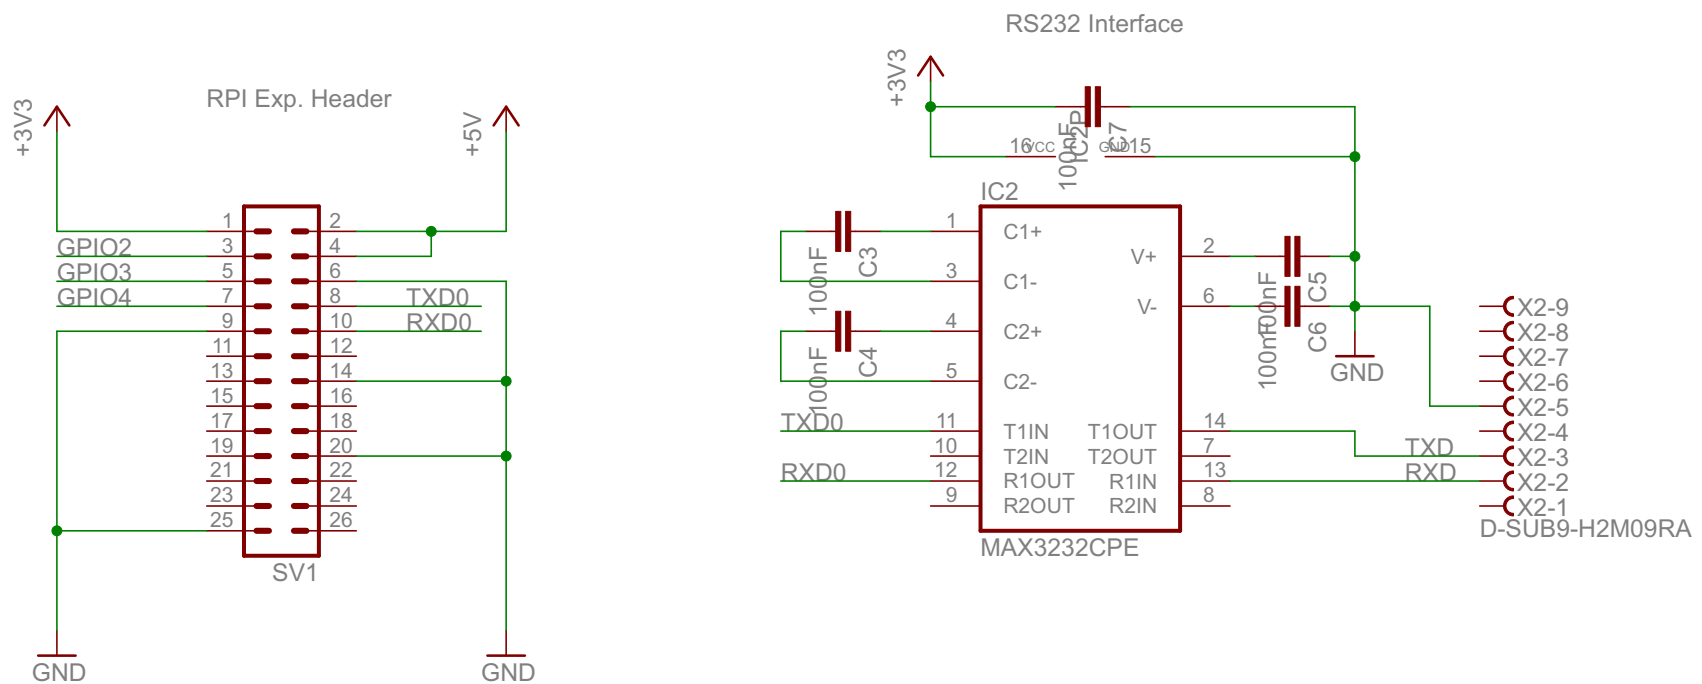 RPI Exp. Header
+3V3
+5V
1 2
GPIO2 3 4
GPIO3 5 6
GPIO4 7 8 TXD0
9 10 RXD0
11 12
13 14
15 16
17 18
19 20
21 22
23 24
25 26
SV1
GND
GND
RS232 Interface
+3V3
100nF
C7
IC2P
16 VCC GND 15
IC2
1 C1+
100nF C3
3 C1-
4 C2+
100nF C4
5 C2-
TXD0 11 T1IN
10 T2IN
RXD0 12 R1OUT
9 R2OUT
V+ 2
100nF C5
V- 6
100nF C6
GND
T1OUT 14 TXD
T2OUT 7
R1IN 13 RXD
R2IN 8
MAX3232CPE
X2-9
X2-8
X2-7
X2-6
X2-5
X2-4
X2-3
X2-2
X2-1
D-SUB9-H2M09RA